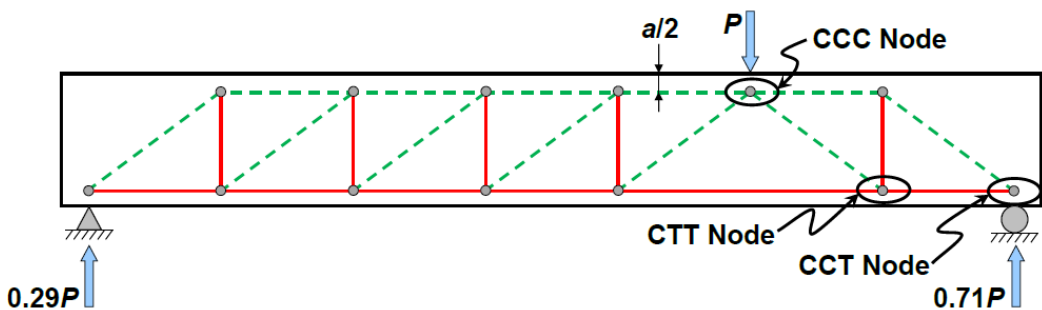 a/2
P
CCC Node
CTT Node
CCT Node
0.29P
0.71P